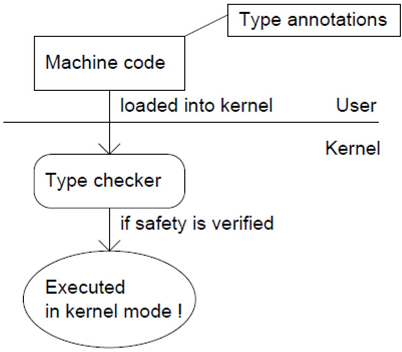 Type annotations
Machine code
loaded into kernel
User
Kernel
Type checker
if safety is verified
Executed
in kernel mode !